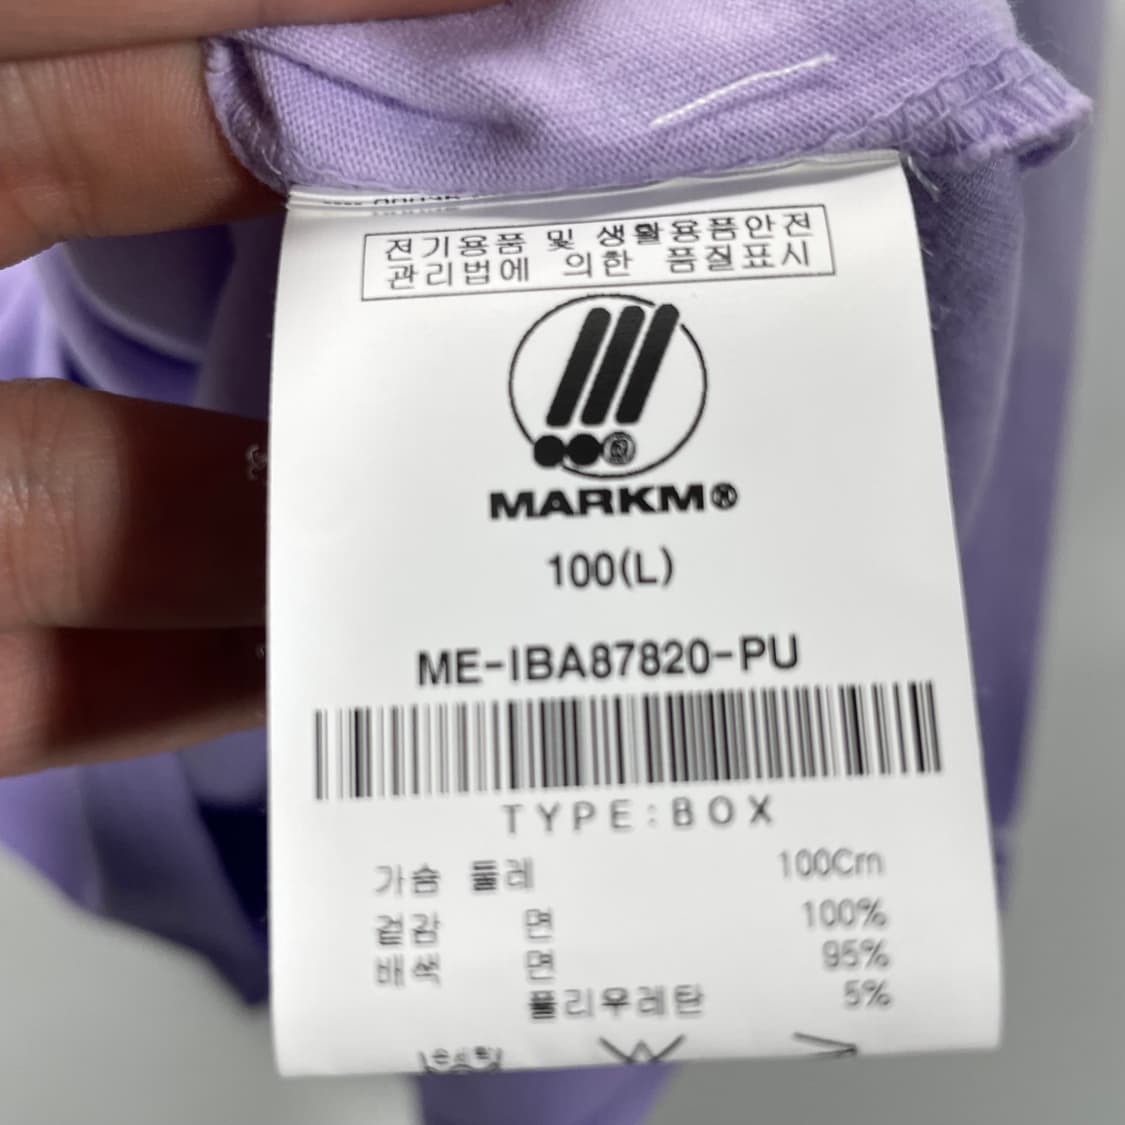 전기용품 및 생활용품안전
관리법에 의한 품질표시
MARKM®
100(L)
ME-IBA87820-PU
TYPE:BOX
가슴 둘레 100Cm
겉감 면 100%
배색 면 95%
폴리우레탄 5%